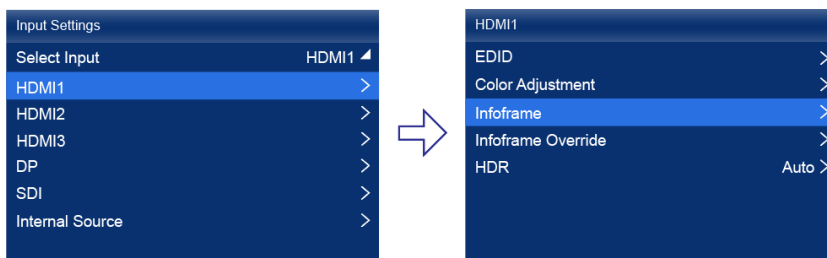 Input Settings
Select Input HDMI1
HDMI1 >
HDMI2 >
HDMI3 >
DP >
SDI >
Internal Source >
HDMI1
EDID >
Color Adjustment >
Infoframe >
Infoframe Override >
HDR Auto >